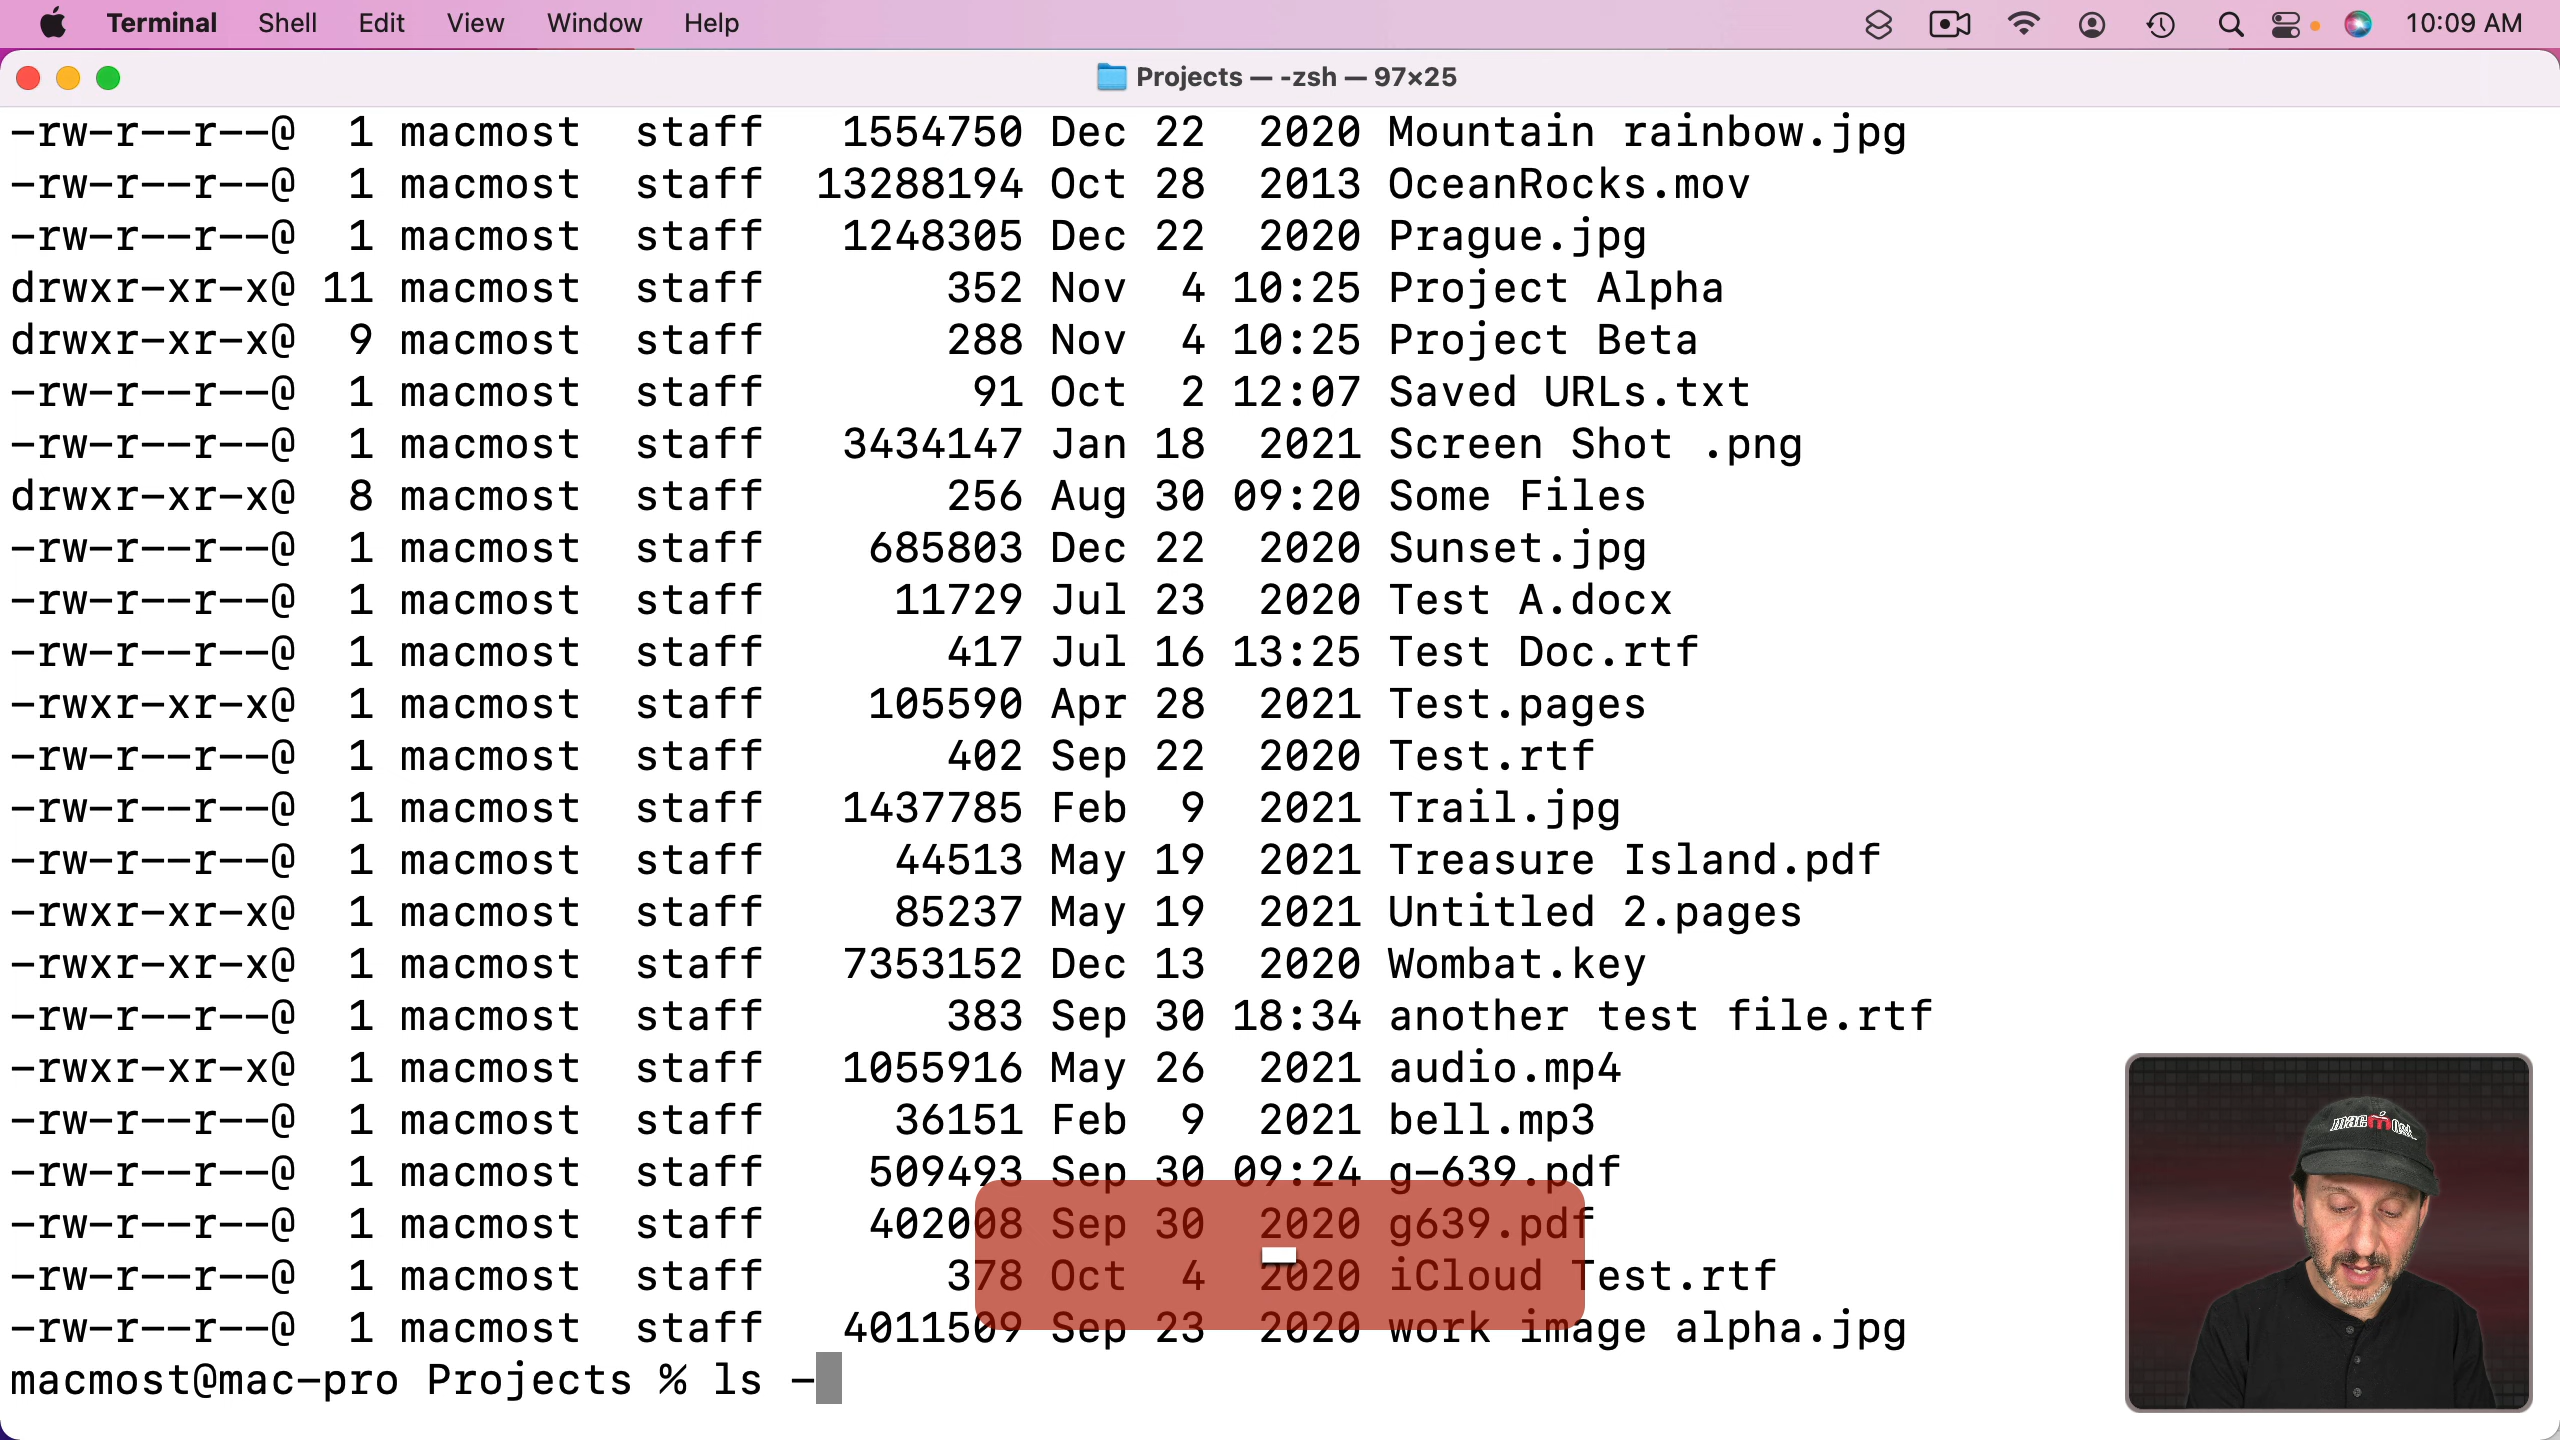 Terminal Shell Edit View Window Help 10:09 AM
Projects — -zsh — 97×25
-rw-r--r--@ 1 macmost staff 1554750 Dec 22 2020 Mountain rainbow.jpg
-rw-r--r--@ 1 macmost staff 13288194 Oct 28 2013 OceanRocks.mov
-rw-r--r--@ 1 macmost staff 1248305 Dec 22 2020 Prague.jpg
drwxr-xr-x@ 11 macmost staff 352 Nov 4 10:25 Project Alpha
drwxr-xr-x@ 9 macmost staff 288 Nov 4 10:25 Project Beta
-rw-r--r--@ 1 macmost staff 91 Oct 2 12:07 Saved URLs.txt
-rw-r--r--@ 1 macmost staff 3434147 Jan 18 2021 Screen Shot .png
drwxr-xr-x@ 8 macmost staff 256 Aug 30 09:20 Some Files
-rw-r--r--@ 1 macmost staff 685803 Dec 22 2020 Sunset.jpg
-rw-r--r--@ 1 macmost staff 11729 Jul 23 2020 Test A.docx
-rw-r--r--@ 1 macmost staff 417 Jul 16 13:25 Test Doc.rtf
-rwxr-xr-x@ 1 macmost staff 105590 Apr 28 2021 Test.pages
-rw-r--r--@ 1 macmost staff 402 Sep 22 2020 Test.rtf
-rw-r--r--@ 1 macmost staff 1437785 Feb 9 2021 Trail.jpg
-rw-r--r--@ 1 macmost staff 44513 May 19 2021 Treasure Island.pdf
-rwxr-xr-x@ 1 macmost staff 85237 May 19 2021 Untitled 2.pages
-rwxr-xr-x@ 1 macmost staff 7353152 Dec 13 2020 Wombat.key
-rw-r--r--@ 1 macmost staff 383 Sep 30 18:34 another test file.rtf
-rwxr-xr-x@ 1 macmost staff 1055916 May 26 2021 audio.mp4
-rw-r--r--@ 1 macmost staff 36151 Feb 9 2021 bell.mp3
-rw-r--r--@ 1 macmost staff 509493 Sep 30 09:24 g-639.pdf
-rw-r--r--@ 1 macmost staff 402008 Sep 30 2020 g639.pdf
-rw-r--r--@ 1 macmost staff 378 Oct 4 2020 iCloud Test.rtf
-rw-r--r--@ 1 macmost staff 4011509 Sep 23 2020 work image alpha.jpg
macmost@mac-pro Projects % ls -
-
macmost